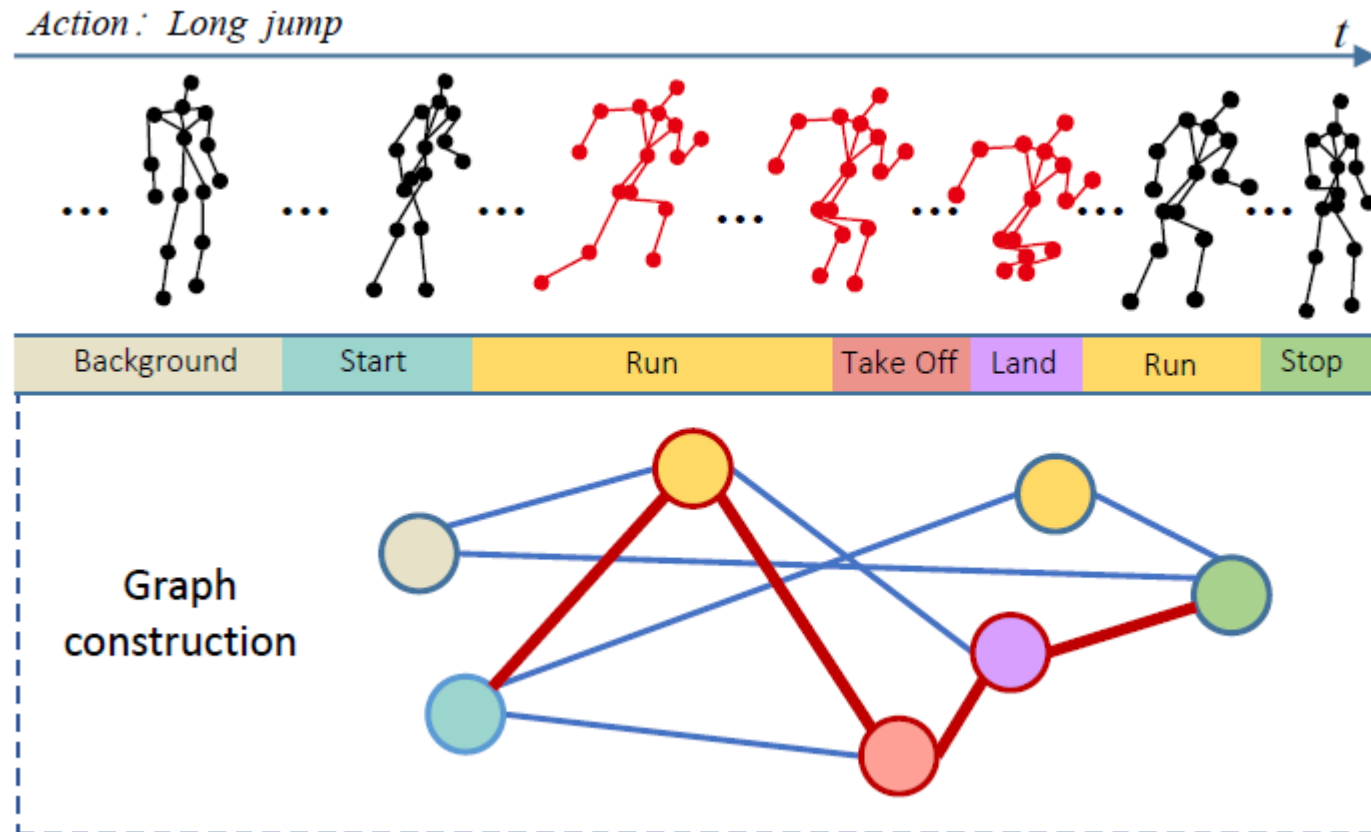 Action: Long jump
t
... ... ... ... ... ... ...
Background Start Run Take Off Land Run Stop
Graph
construction